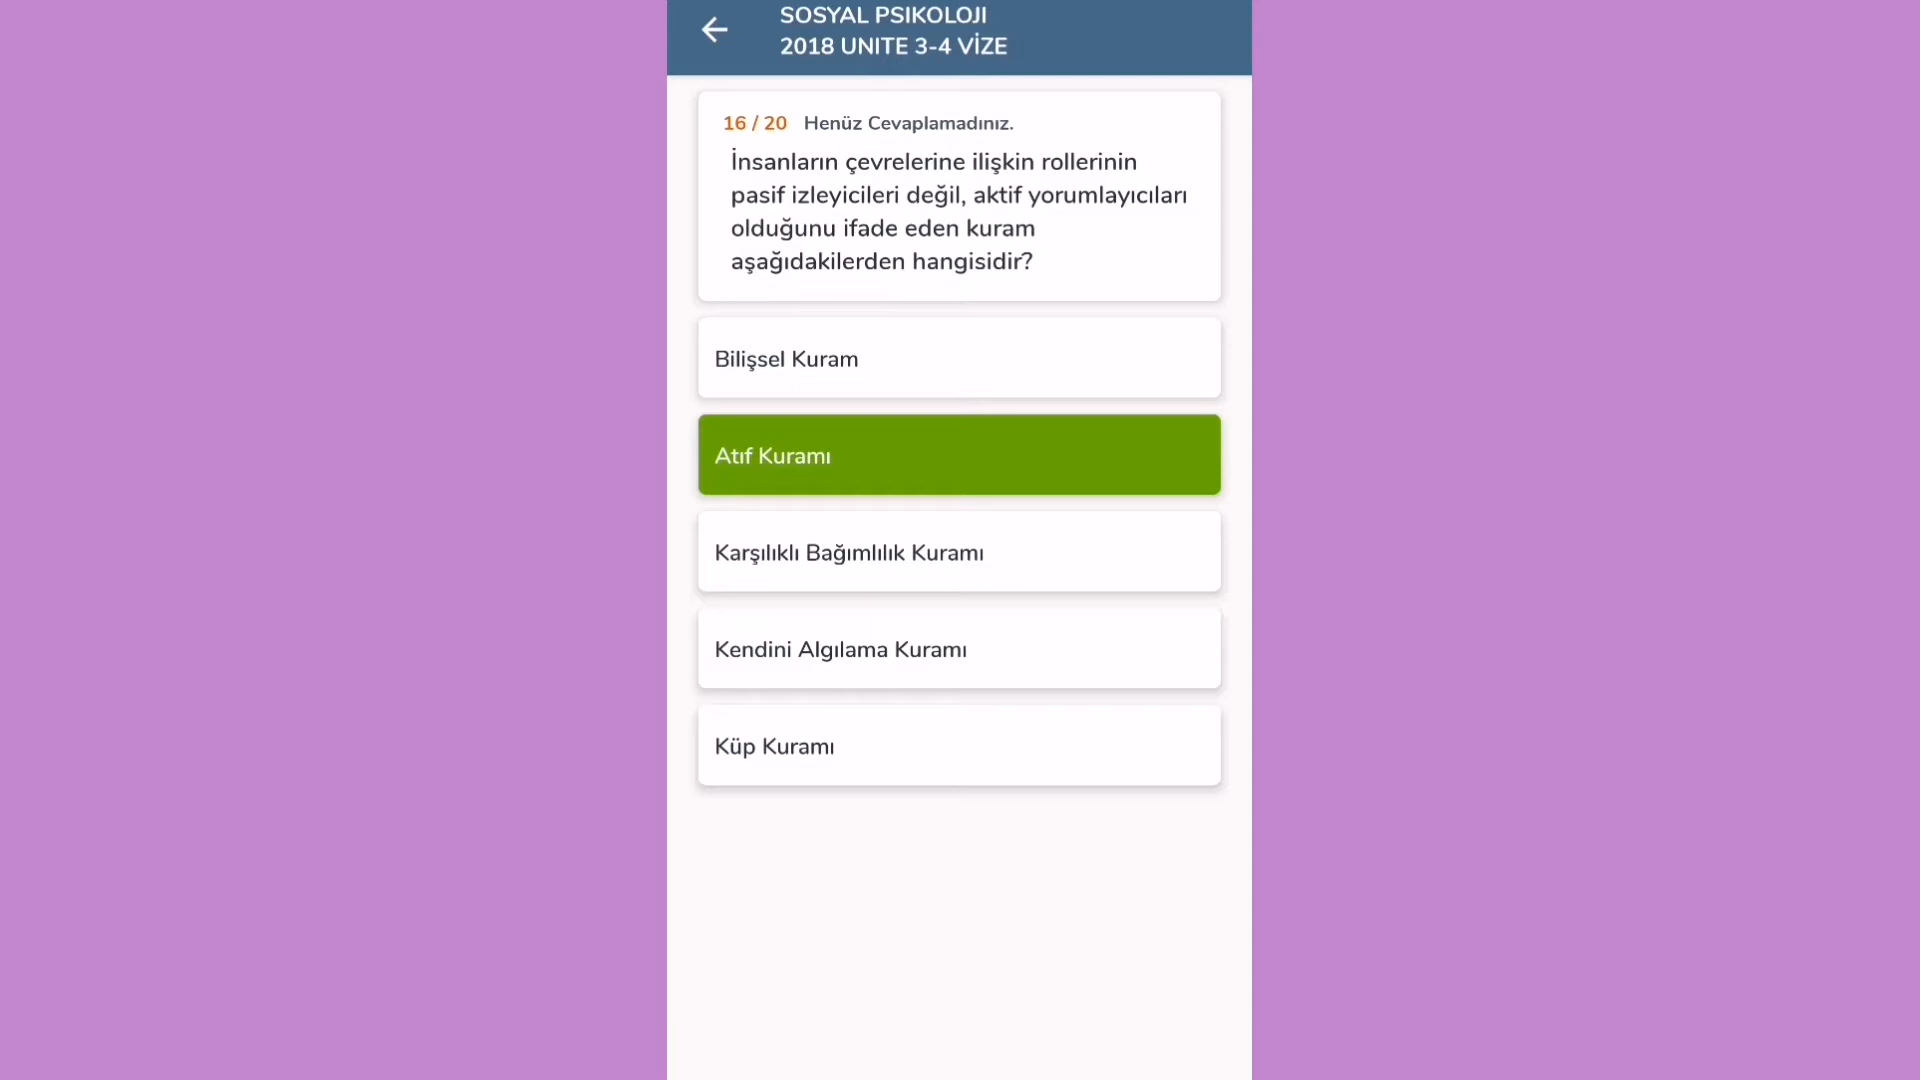 SOSYAL PSIKOLOJI
2018 UNITE 3-4 VİZE
16 / 20 Henüz Cevaplamadınız.
İnsanların çevrelerine ilişkin rollerinin
pasif izleyicileri değil, aktif yorumlayıcıları
olduğunu ifade eden kuram
aşağıdakilerden hangisidir?
Bilişsel Kuram
Atıf Kuramı
Karşılıklı Bağımlılık Kuramı
Kendini Algılama Kuramı
Küp Kuramı